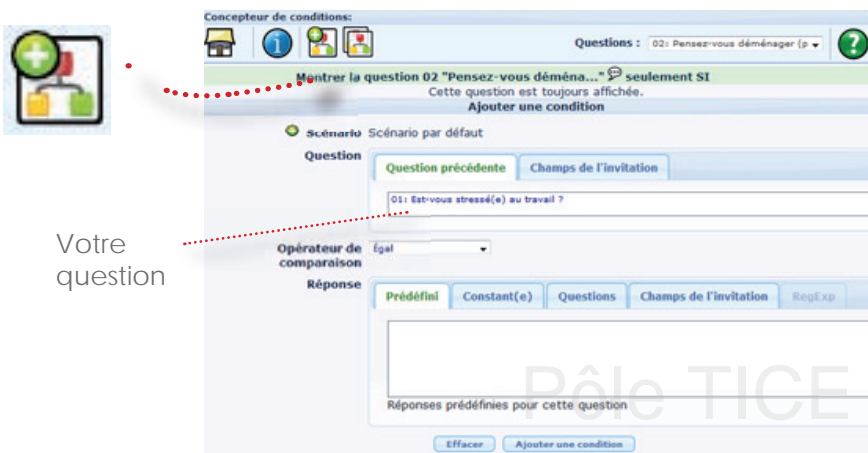 Concepteur de conditions:
Questions : 02: Pensez-vous déménager (p
Montrer la question 02 "Pensez-vous déména..." seulement SI
Cette question est toujours affichée.
Ajouter une condition
Scénario Scénario par défaut
Question
Question précédente Champs de l'invitation
01: Est-vous stressé(e) au travail ?
Votre
question
Opérateur de
comparaison
Égal
Réponse
Prédéfini Constant(e) Questions Champs de l'invitation RegExp
Pôle TICE
Réponses prédéfinies pour cette question
Effacer Ajouter une condition